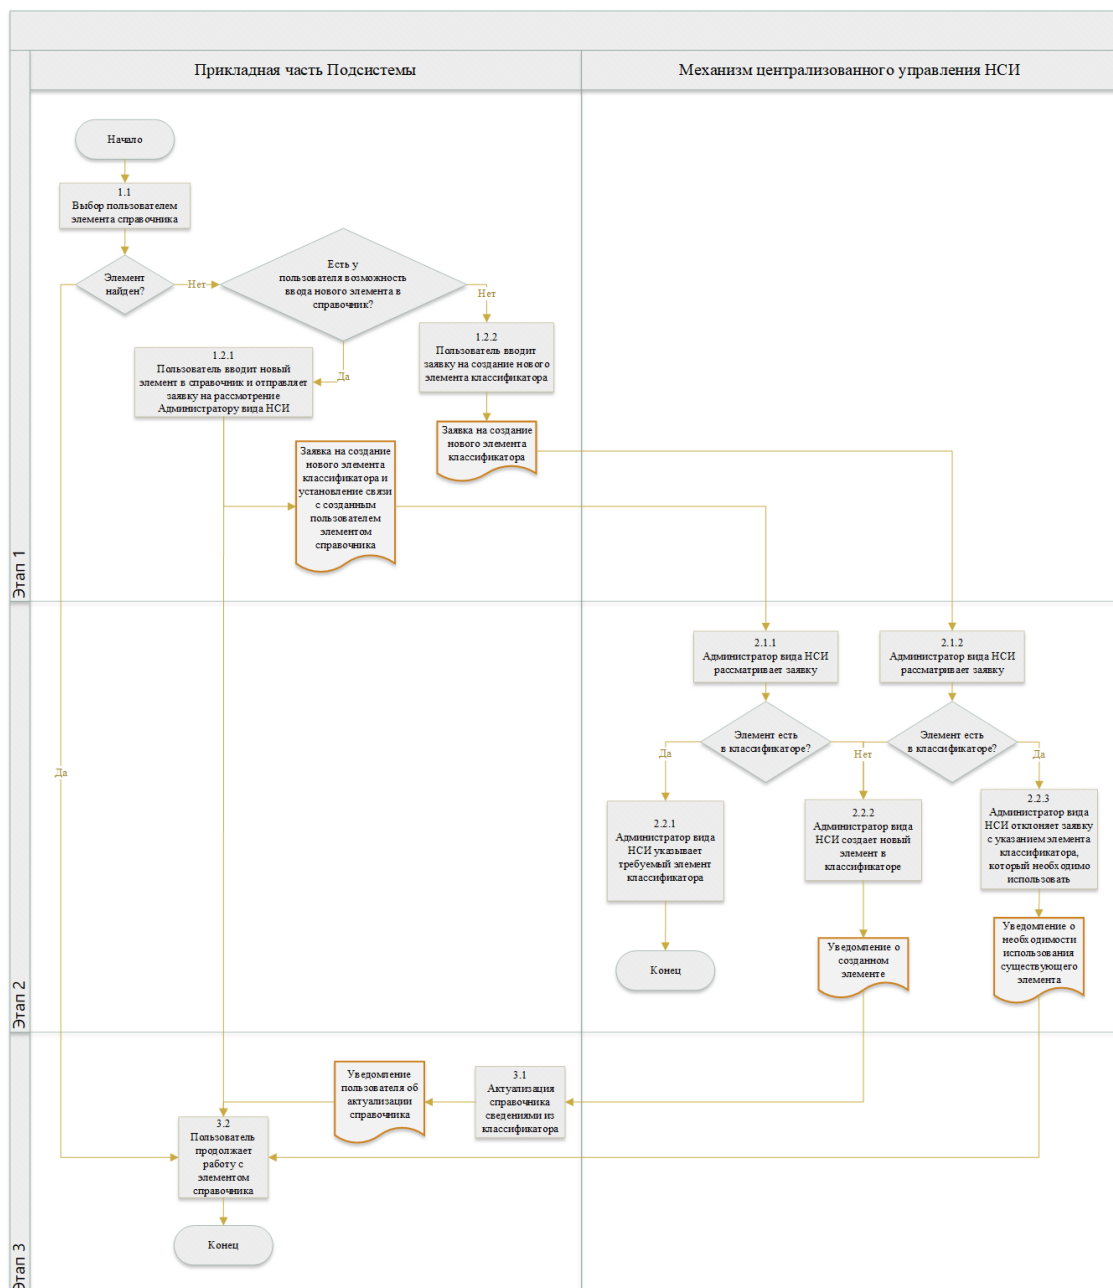 Прикладная часть Подсистемы
Механизм централизованного управления НСИ
Этап 1
Начало
1.1
Выбор пользователем
элемента справочника
Элемент
найден?
Нет
Есть у
пользователя возможность
ввода нового элемента в
справочник?
Нет
1.2.2
Пользователь вводит
заявку на создание нового
элемента классификатора
1.2.1
Пользователь вводит новый
элемент в справочник и отправляет
заявку на рассмотрение
Администратору вида НСИ
Да
Заявка на создание
нового элемента
классификатора
Заявка на создание
нового элемента
классификатора и
установление связи
с созданным
пользователем
элементом
справочника
Этап 2
2.1.1
Администратор вида НСИ
рассматривает заявку
2.1.2
Администратор вида НСИ
рассматривает заявку
Элемент есть
в классификаторе?
Элемент есть
в классификаторе?
Да
Нет
Да
Да
2.2.1
Администратор вида
НСИ указывает
требуемый элемент
классификатора
2.2.2
Администратор вида
НСИ создает новый
элемент в
классификаторе
2.2.3
Администратор вида
НСИ отклоняет заявку
с указанием элемента
классификатора,
который необходимо
использовать
Конец
Уведомление о
созданном
элементе
Уведомление о
необходимости
использования
существующего
элемента
Этап 3
Уведомление
пользователя об
актуализации
справочника
3.1
Актуализация
справочника
сведениями из
классификатора
3.2
Пользователь
продолжает
работу с
элементом
справочника
Конец